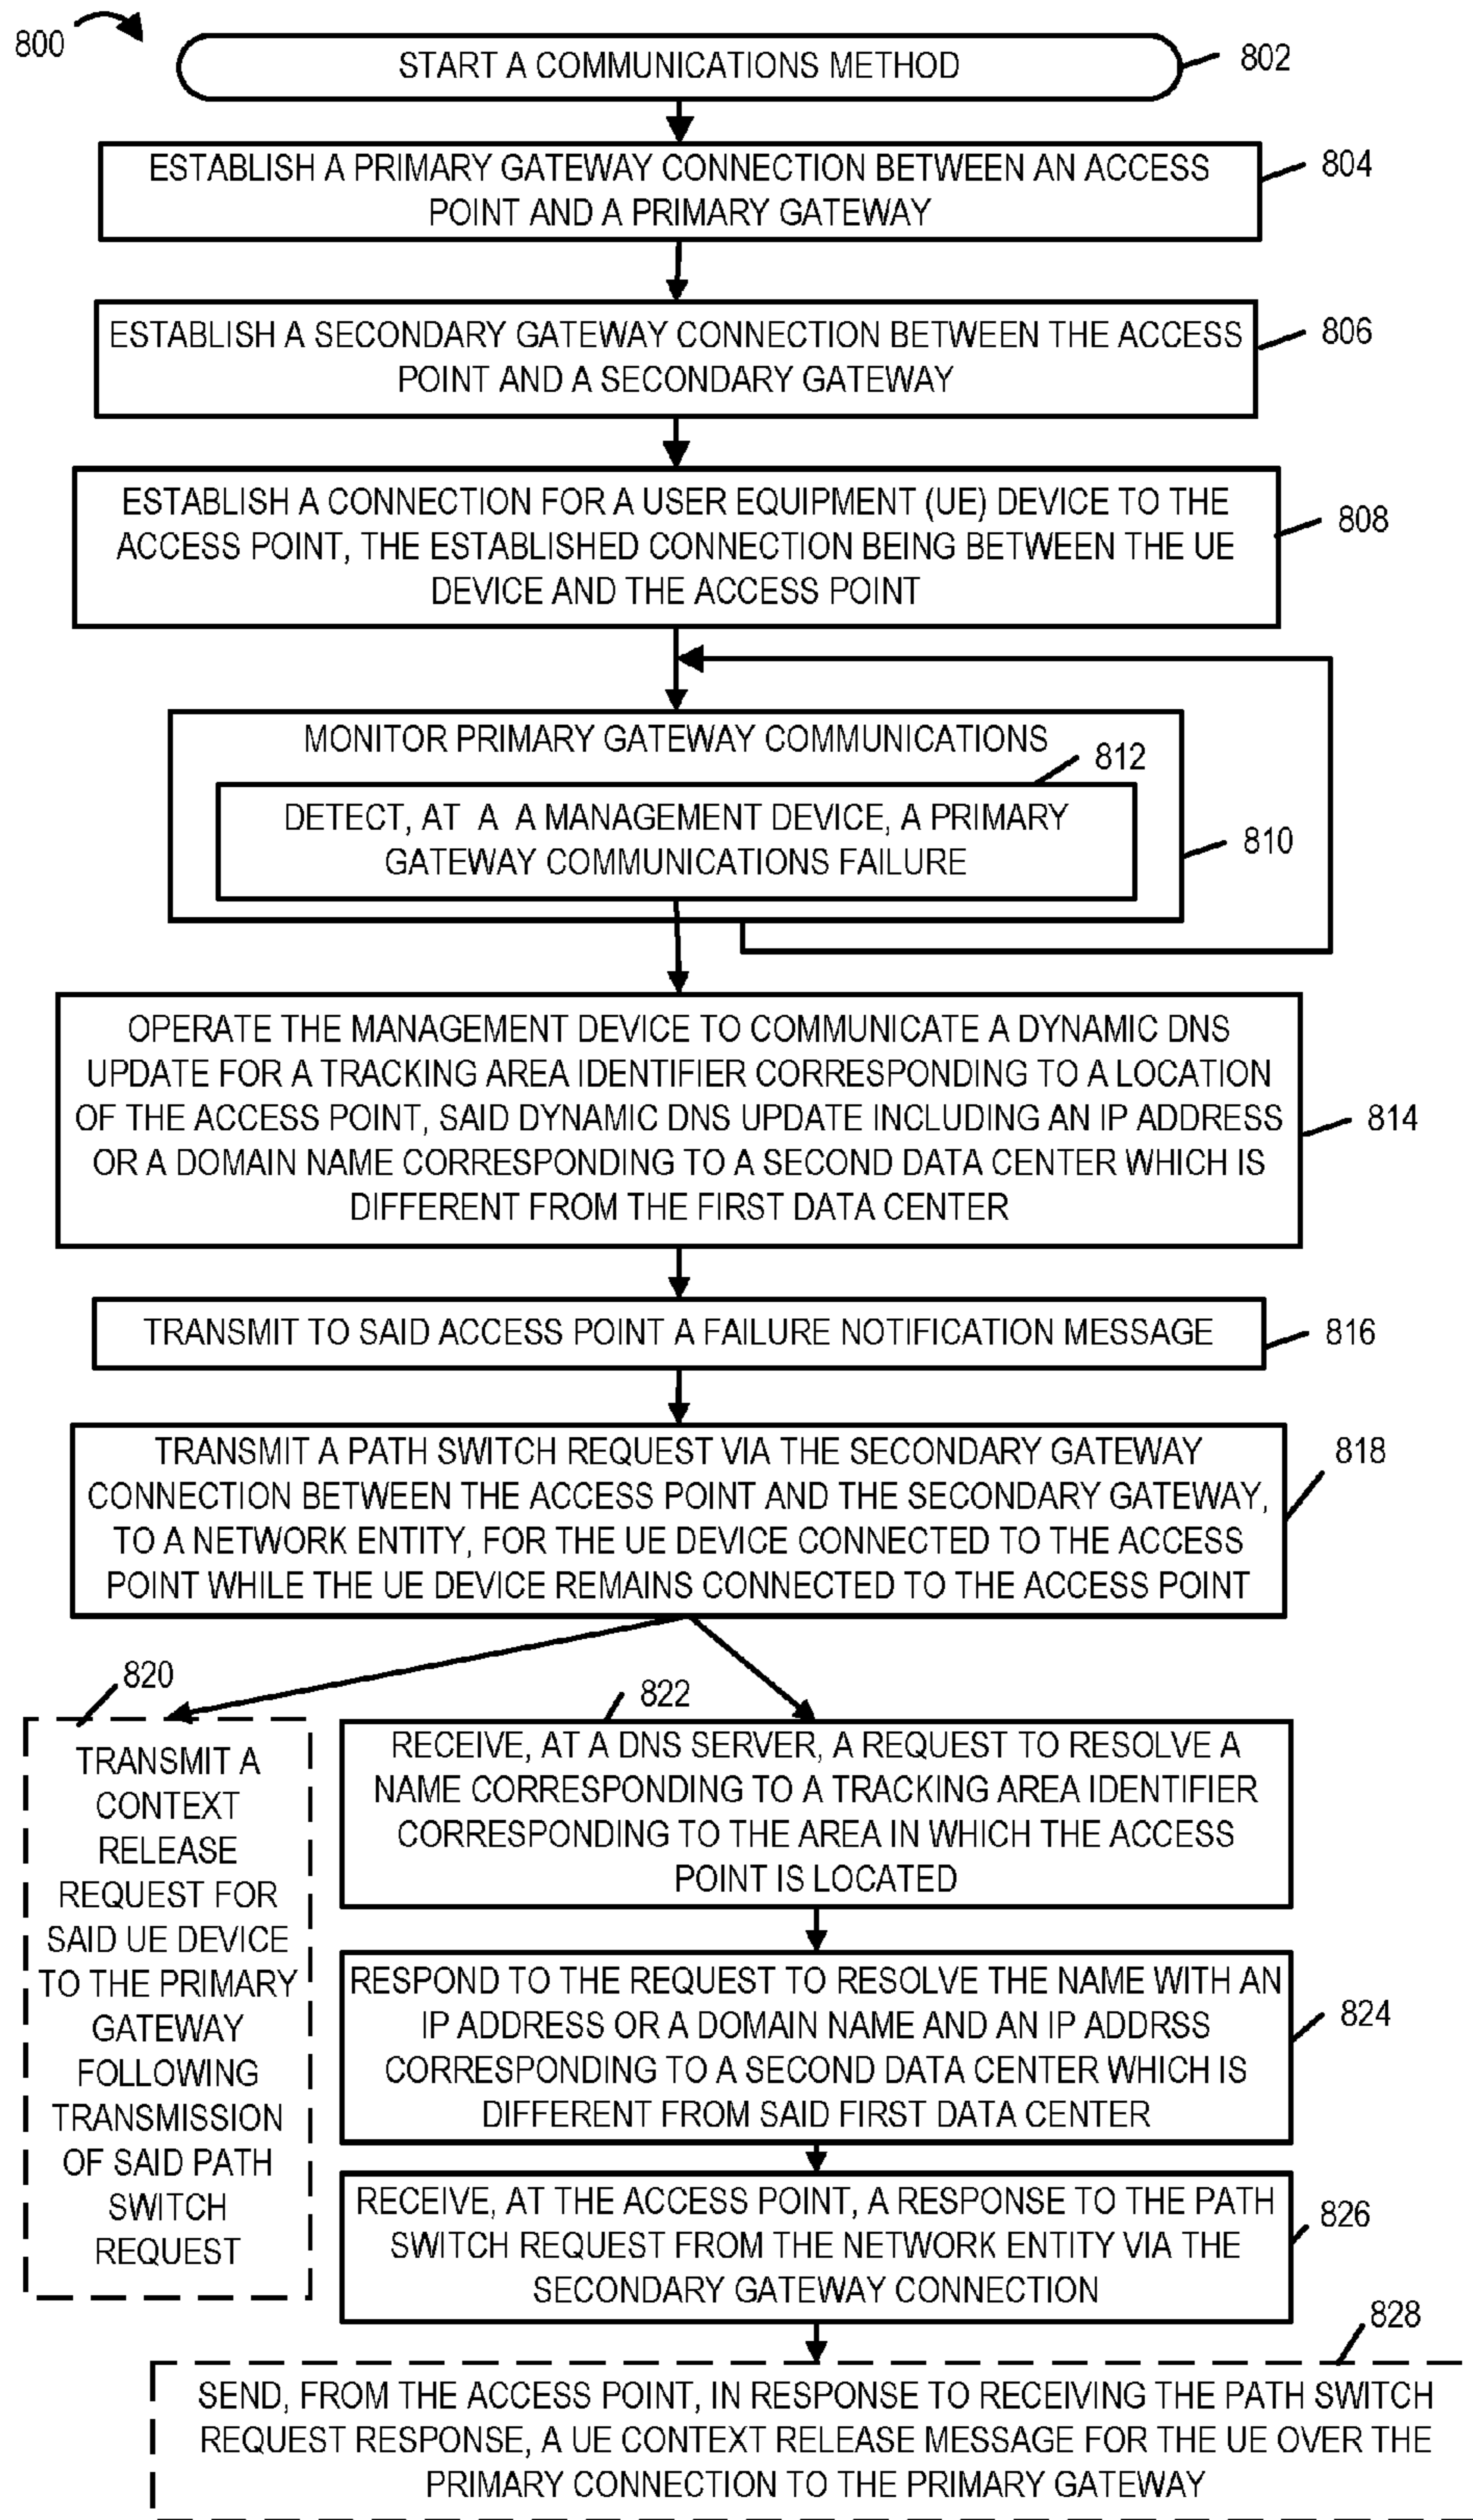 800
START A COMMUNICATIONS METHOD
802
ESTABLISH A PRIMARY GATEWAY CONNECTION BETWEEN AN ACCESS
POINT AND A PRIMARY GATEWAY
804
ESTABLISH A SECONDARY GATEWAY CONNECTION BETWEEN THE ACCESS
POINT AND A SECONDARY GATEWAY
806
ESTABLISH A CONNECTION FOR A USER EQUIPMENT (UE) DEVICE TO THE
ACCESS POINT, THE ESTABLISHED CONNECTION BEING BETWEEN THE UE
DEVICE AND THE ACCESS POINT
808
MONITOR PRIMARY GATEWAY COMMUNICATIONS
812
DETECT, AT A A MANAGEMENT DEVICE, A PRIMARY
GATEWAY COMMUNICATIONS FAILURE
810
OPERATE THE MANAGEMENT DEVICE TO COMMUNICATE A DYNAMIC DNS
UPDATE FOR A TRACKING AREA IDENTIFIER CORRESPONDING TO A LOCATION
OF THE ACCESS POINT, SAID DYNAMIC DNS UPDATE INCLUDING AN IP ADDRESS
OR A DOMAIN NAME CORRESPONDING TO A SECOND DATA CENTER WHICH IS
DIFFERENT FROM THE FIRST DATA CENTER
814
TRANSMIT TO SAID ACCESS POINT A FAILURE NOTIFICATION MESSAGE
816
TRANSMIT A PATH SWITCH REQUEST VIA THE SECONDARY GATEWAY
CONNECTION BETWEEN THE ACCESS POINT AND THE SECONDARY GATEWAY,
TO A NETWORK ENTITY, FOR THE UE DEVICE CONNECTED TO THE ACCESS
POINT WHILE THE UE DEVICE REMAINS CONNECTED TO THE ACCESS POINT
818
820
TRANSMIT A
CONTEXT
RELEASE
REQUEST FOR
SAID UE DEVICE
TO THE PRIMARY
GATEWAY
FOLLOWING
TRANSMISSION
OF SAID PATH
SWITCH
REQUEST
822
RECEIVE, AT A DNS SERVER, A REQUEST TO RESOLVE A
NAME CORRESPONDING TO A TRACKING AREA IDENTIFIER
CORRESPONDING TO THE AREA IN WHICH THE ACCESS
POINT IS LOCATED
RESPOND TO THE REQUEST TO RESOLVE THE NAME WITH AN
IP ADDRESS OR A DOMAIN NAME AND AN IP ADDRSS
CORRESPONDING TO A SECOND DATA CENTER WHICH IS
DIFFERENT FROM SAID FIRST DATA CENTER
824
RECEIVE, AT THE ACCESS POINT, A RESPONSE TO THE PATH
SWITCH REQUEST FROM THE NETWORK ENTITY VIA THE
SECONDARY GATEWAY CONNECTION
826
828
SEND, FROM THE ACCESS POINT, IN RESPONSE TO RECEIVING THE PATH SWITCH
REQUEST RESPONSE, A UE CONTEXT RELEASE MESSAGE FOR THE UE OVER THE
PRIMARY CONNECTION TO THE PRIMARY GATEWAY